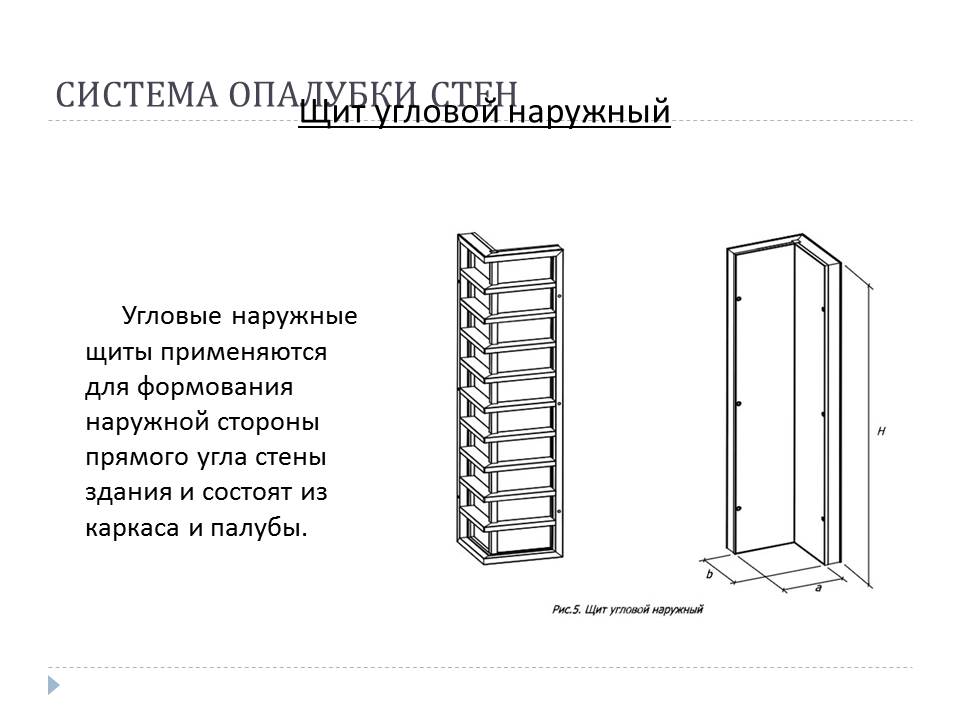 СИСТЕМА ОПАЛУБКИ СТЕН
Щит угловой наружный
Угловые наружные
щиты применяются
для формования
наружной стороны
прямого угла стены
здания и состоят из
каркаса и палубы.
H
b
a
Рис.5. Щит угловой наружный